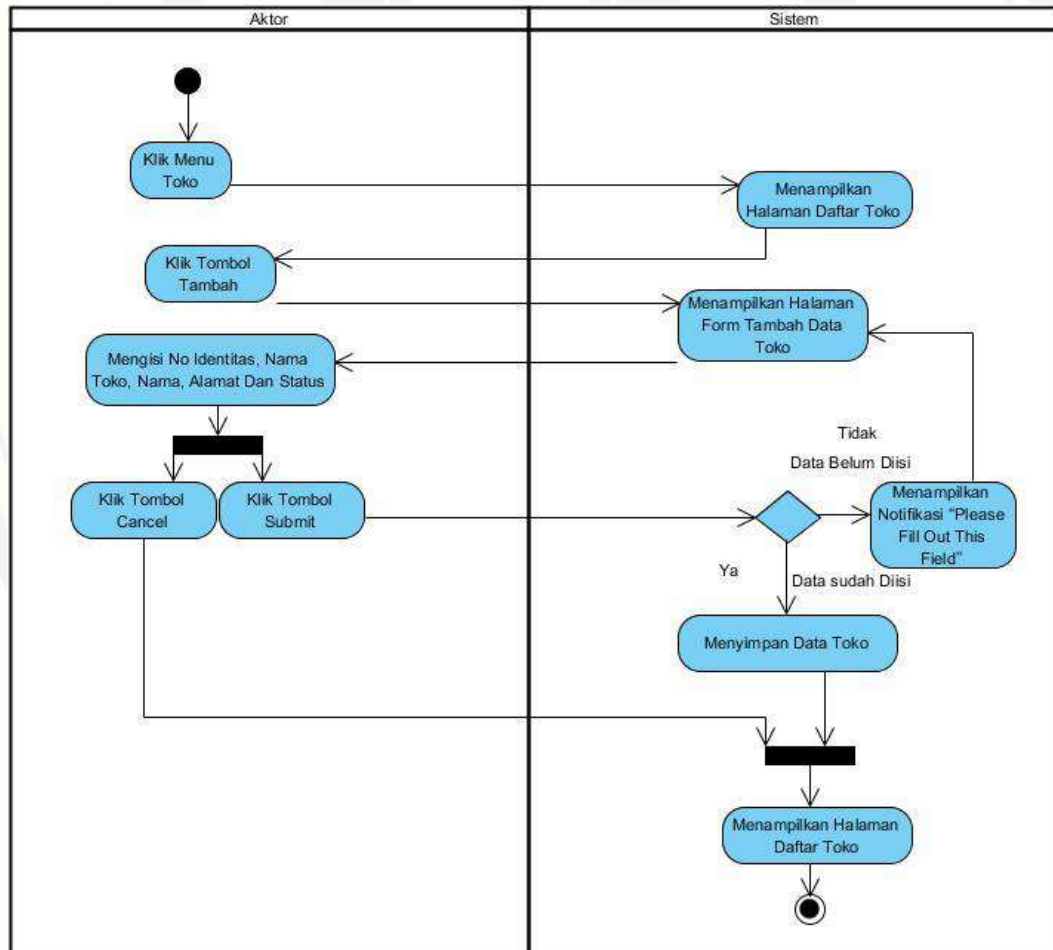 Aktor
Sistem
Klik Menu
Toko
Menampilkan
Halaman Daftar Toko
Klik Tombol
Tambah
Menampilkan Halaman
Form Tambah Data
Toko
Mengisi No Identitas, Nama
Toko, Nama, Alamat Dan Status
Tidak
Data Belum Diisi
Klik Tombol
Cancel
Klik Tombol
Submit
Menampilkan
Notifikasi "Please
Fill Out This
Field"
Ya
Data sudah Diisi
Menyimpan Data Toko
Menampilkan Halaman
Daftar Toko